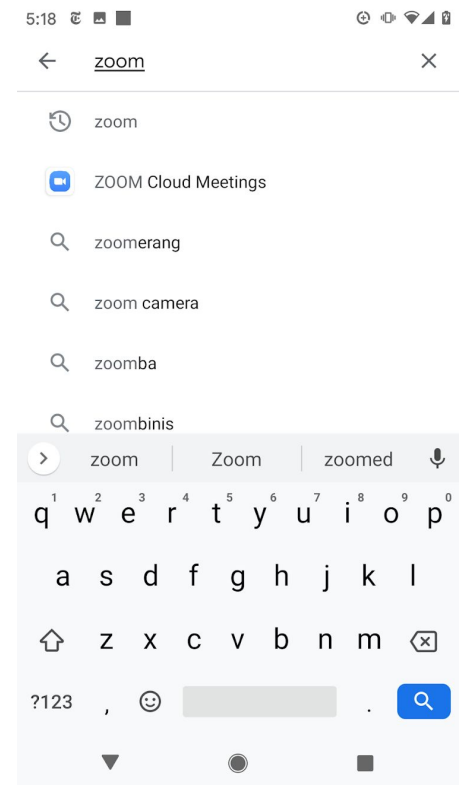 5:18
zoom
zoom
ZOOM Cloud Meetings
zoomerang
zoom camera
zoomba
zoombinis
zoom Zoom zoomed
1 2 3 4 5 6 7 8 9 0
q w e r t y u i o p
a s d f g h j k l
z x c v b n m
?123 , .